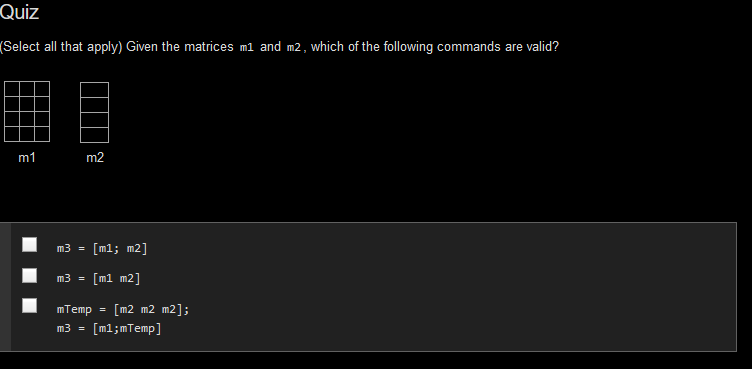 Quiz
(Select all that apply) Given the matrices m1 and m2, which of the following commands are valid?
m1
m2
m3 = [m1; m2]
m3 = [m1 m2]
mTemp = [m2 m2 m2];
m3 = [m1;mTemp]